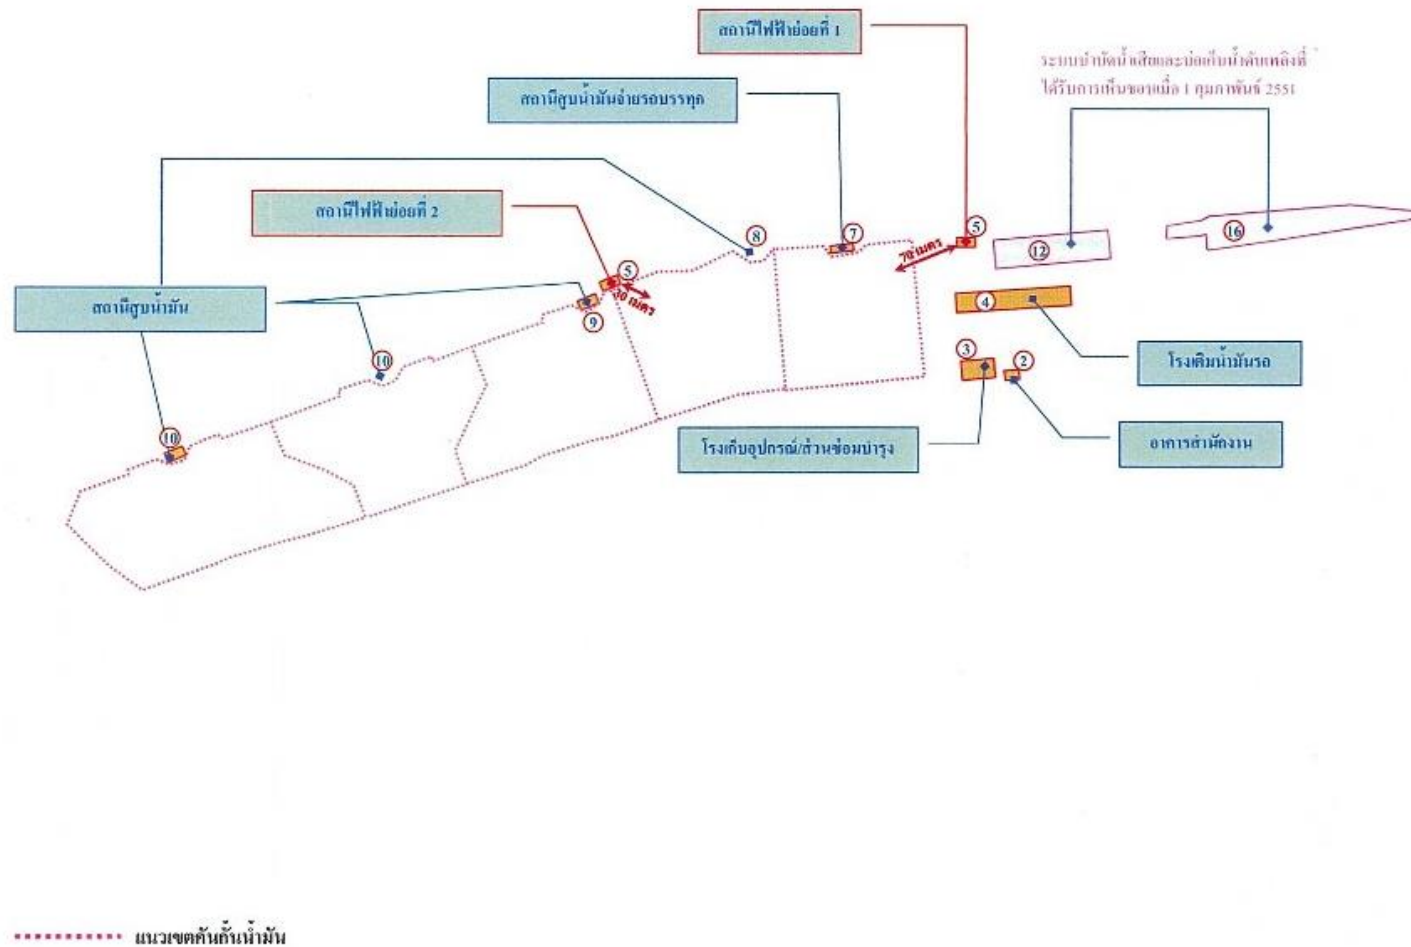 สถานีไฟฟ้าย่อยที่ 1
ระบบบำบัดน้ำเสียและบ่อเก็บน้ำดับเพลิงที่
ได้รับการเห็นชอบเมื่อ 1 กุมภาพันธ์ 2551
สถานีสูบน้ำมันจ่ายรถบรรทุก
สถานีไฟฟ้าย่อยที่ 2
8
7
5
12
16
70 เมตร
5
30 เมตร
9
4
สถานีสูบน้ำมัน
10
3
2
โรงเติมน้ำมันรถ
10
โรงเก็บอุปกรณ์/ส่วนซ่อมบำรุง
อาคารสำนักงาน
แนวเขตคันกั้นน้ำมัน